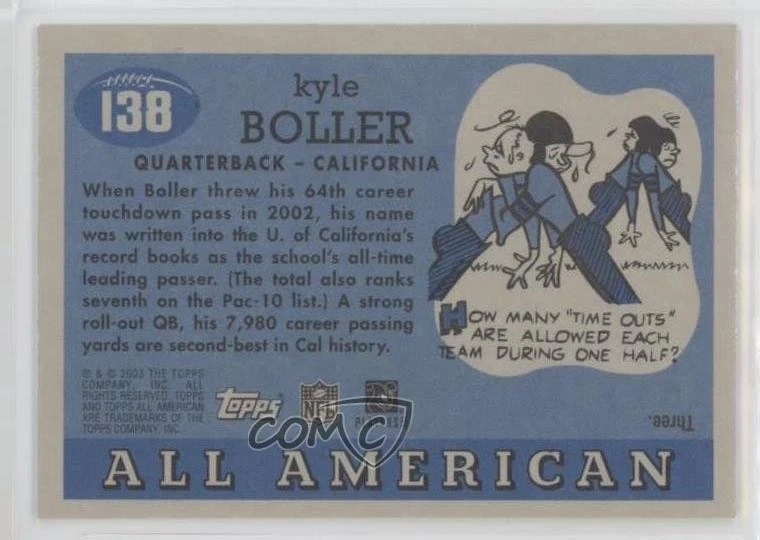 138
kyle
BOLLER
QUARTERBACK – CALIFORNIA
When Boller threw his 64th career
touchdown pass in 2002, his name
was written into the U. of California's
record books as the school's all-time
leading passer. (The total also ranks
seventh on the Pac-10 list.) A strong
roll-out QB, his 7,980 career passing
yards are second-best in Cal history.
HOW MANY "TIME OUTS"
ARE ALLOWED EACH
TEAM DURING ONE HALF?
Three.
® & © 2003 THE TOPPS
COMPANY, INC. ALL
RIGHTS RESERVED. TOPPS
AND TOPPS ALL AMERICAN
ARE TRADEMARKS OF THE
TOPPS COMPANY, INC.
topps
NFL
COMC
ALL AMERICAN